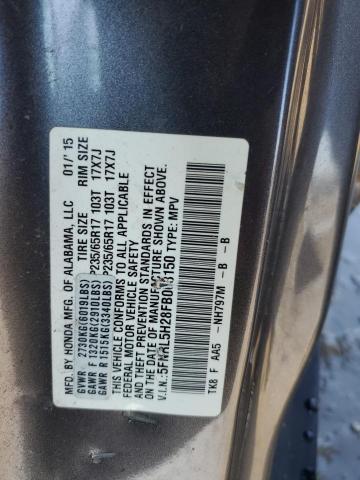 MFD. BY HONDA MFG. OF ALABAMA, LLC 01/'15
GVWR 2730KG(6019LBS) TIRE SIZE RIM SIZE
GAWR F 1320KG(2910LBS) P235/65R17 103T 17X7J
GAWR R 1515KG(3340LBS) P235/65R17 103T 17X7J
THIS VEHICLE CONFORMS TO ALL APPLICABLE
FEDERAL MOTOR VEHICLE SAFETY
AND THEFT PREVENTION STANDARDS IN EFFECT
ON THE DATE OF MANUFACTURE SHOWN ABOVE.
V.I.N.: TYPE: MPV
TK8 F AA5 -NH797M -B -B